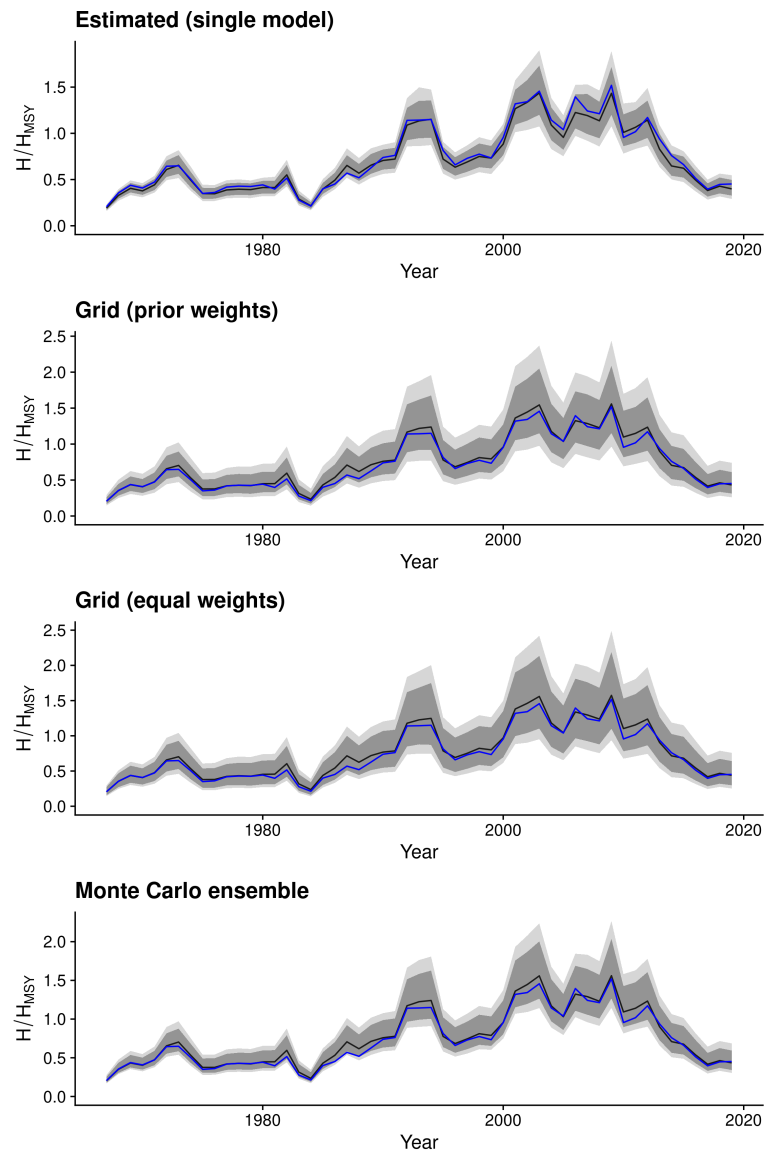 Estimated (single model)
1.5
1.0
0.5
0.0
H/HMSY
1980
2000
2020
Year
Grid (prior weights)
2.5
2.0
1.5
1.0
0.5
0.0
H/HMSY
1980
2000
2020
Year
Grid (equal weights)
2.5
2.0
1.5
1.0
0.5
0.0
H/HMSY
1980
2000
2020
Year
Monte Carlo ensemble
2.0
1.5
1.0
0.5
0.0
H/HMSY
1980
2000
2020
Year